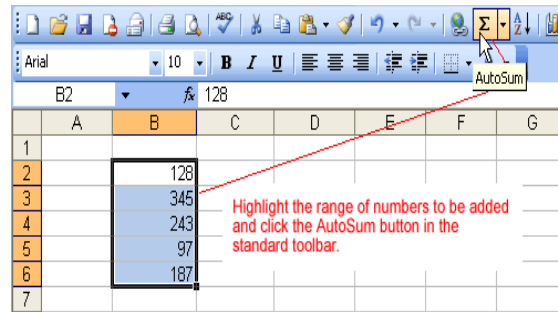 Arial 10 B I U
AutoSum
B2 fx 128
A B C D E F G
1
2 128
3 345
4 243
5 97
6 187
7
Highlight the range of numbers to be added
and click the AutoSum button in the
standard toolbar.